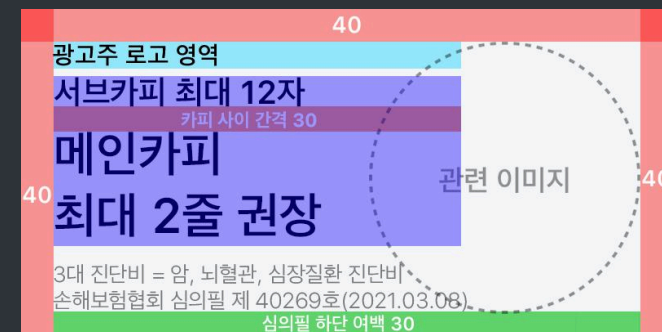 40
광고주 로고 영역
서브카피 최대 12자
카피 사이 간격 30
메인카피
최대 2줄 권장
관련 이미지
40
40
3대 진단비 = 암, 뇌혈관, 심장질환 진단비
손해보험협회 심의필 제 40269호(2021.03.08)
심의필 하단 여백 30